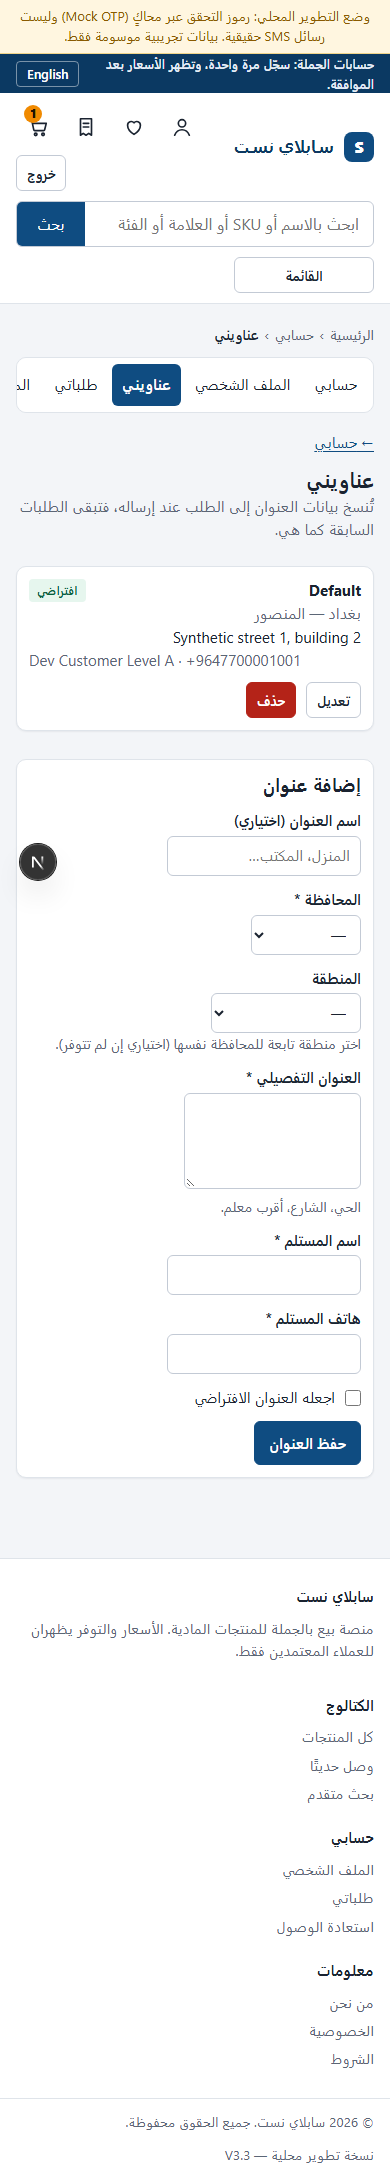 وضع التطوير المحلي: رموز التحقق عبر محاكٍ (Mock OTP) وليست
رسائل SMS حقيقية. بيانات تجريبية موسومة فقط.
حسابات الجملة: سجّل مرة واحدة، وتظهر الأسعار بعد
الموافقة.
English
S
سابلاي نست
1
خروج
ابحث بالاسم أو SKU أو العلامة أو الفئة
بحث
القائمة
الرئيسية › حسابي › عناويني
حسابي
الملف الشخصي
عناويني
طلباتي
← حسابي
عناويني
تُنسخ بيانات العنوان إلى الطلب عند إرساله، فتبقى الطلبات
السابقة كما هي.
Default
افتراضي
بغداد — المنصور
Synthetic street 1, building 2
Dev Customer Level A · +9647700001001
تعديل
حذف
إضافة عنوان
اسم العنوان (اختياري)
المنزل، المكتب...
المحافظة *
—
المنطقة
—
اختر منطقة تابعة للمحافظة نفسها (اختياري إن لم تتوفر).
العنوان التفصيلي *
الحي، الشارع، أقرب معلم.
اسم المستلم *
هاتف المستلم *
اجعله العنوان الافتراضي
حفظ العنوان
N
سابلاي نست
منصة بيع بالجملة للمنتجات المادية. الأسعار والتوفر يظهران
للعملاء المعتمدين فقط.
الكتالوج
كل المنتجات
وصل حديثًا
بحث متقدم
حسابي
الملف الشخصي
طلباتي
استعادة الوصول
معلومات
من نحن
الخصوصية
الشروط
© 2026 سابلاي نست. جميع الحقوق محفوظة.
نسخة تطوير محلية — V3.3